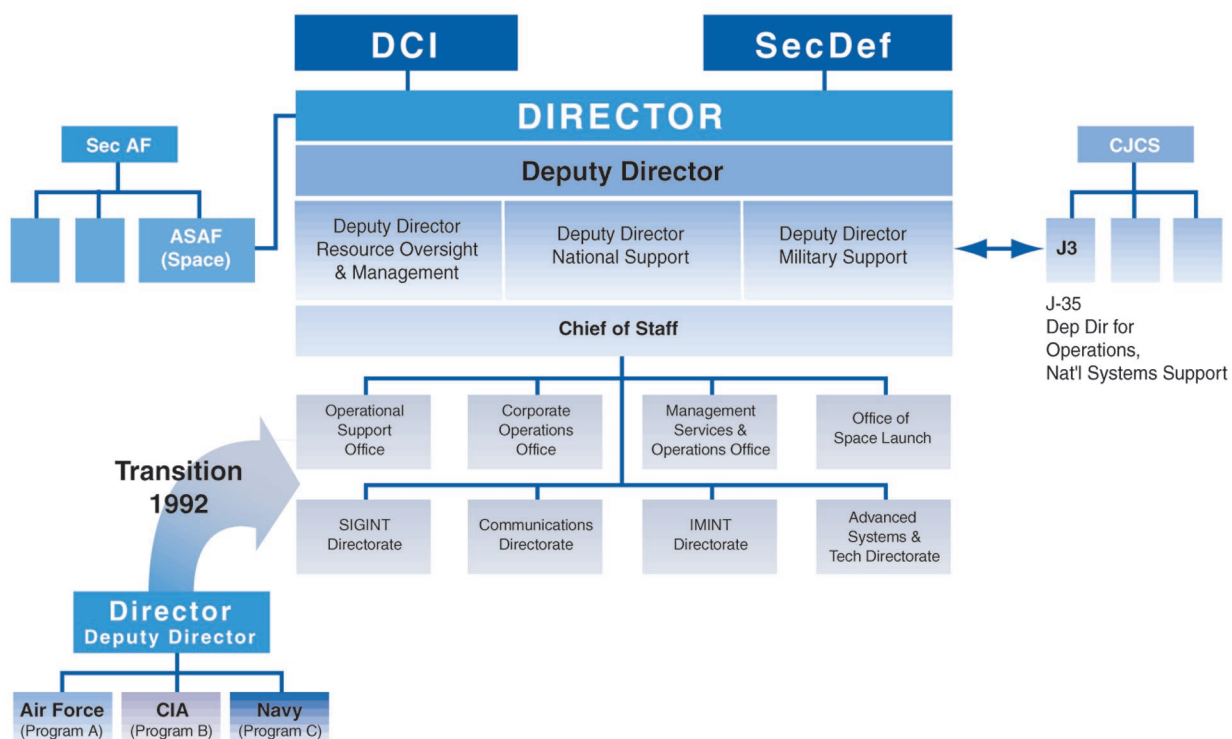 DCI
SecDef
DIRECTOR
Sec AF
CJCS
Deputy Director
ASAF
(Space)
Deputy Director
Resource Oversight
& Management
Deputy Director
National Support
Deputy Director
Military Support
J3
J-35
Dep Dir for
Operations,
Nat'l Systems Support
Chief of Staff
Operational
Support
Office
Corporate
Operations
Office
Management
Services &
Operations Office
Office of
Space Launch
Transition
1992
SIGINT
Directorate
Communications
Directorate
IMINT
Directorate
Advanced
Systems &
Tech Directorate
Director
Deputy Director
Air Force
(Program A)
CIA
(Program B)
Navy
(Program C)